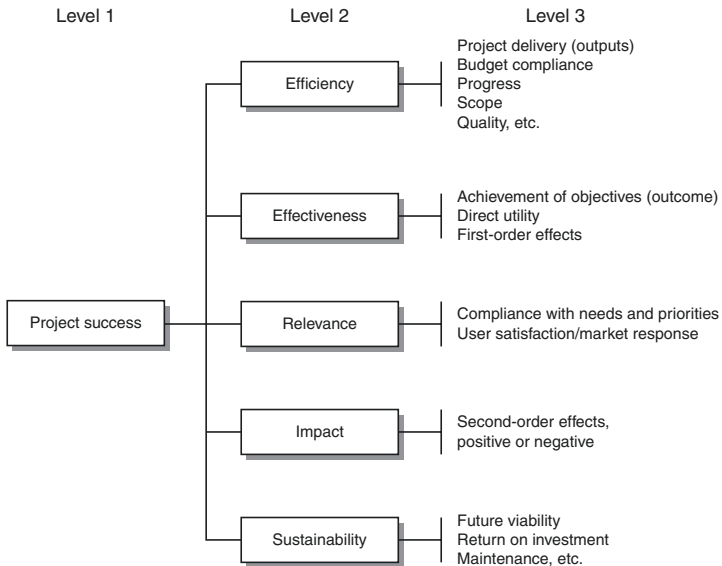 Level 1
Level 2
Level 3
Project success
Efficiency
Project delivery (outputs)
Budget compliance
Progress
Scope
Quality, etc.
Effectiveness
Achievement of objectives (outcome)
Direct utility
First-order effects
Relevance
Compliance with needs and priorities
User satisfaction/market response
Impact
Second-order effects,
positive or negative
Sustainability
Future viability
Return on investment
Maintenance, etc.